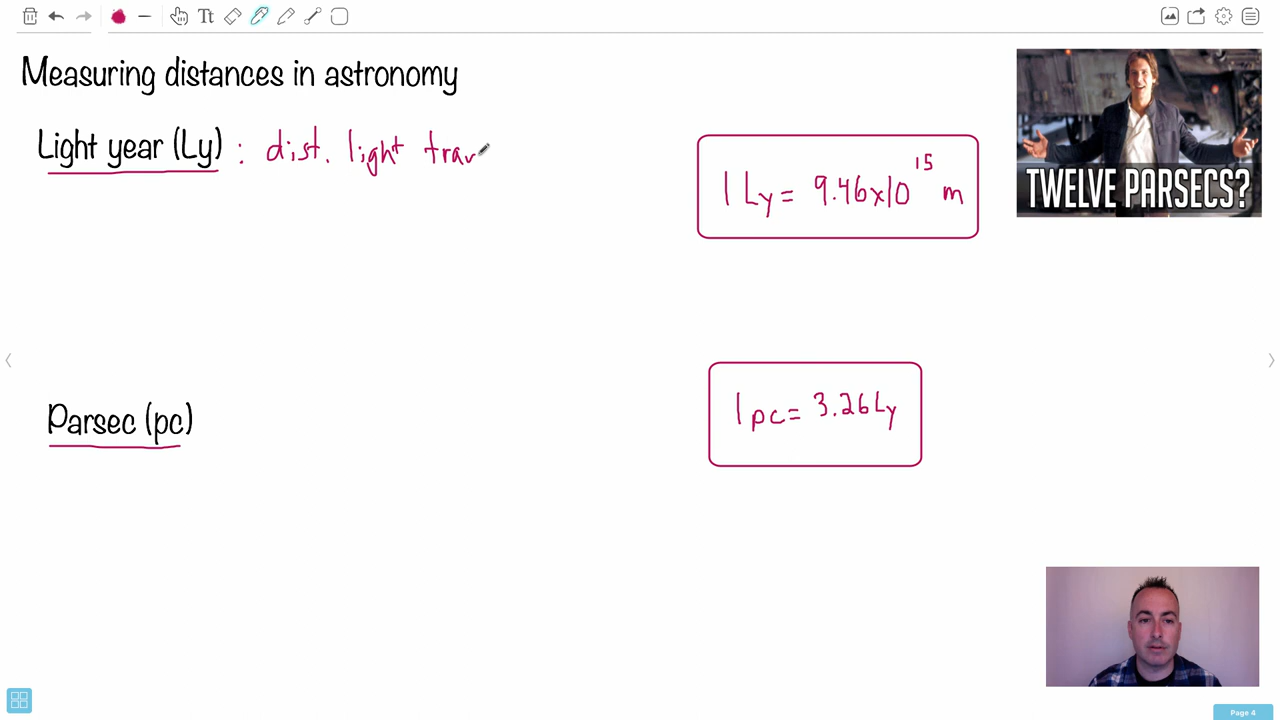 Tt
Measuring distances in astronomy
Light year (Ly) : dist. light trav
1 Ly = 9.46x10^15 m
TWELVE PARSECS?
Parsec (pc)
1 pc = 3.26 Ly
Page 4